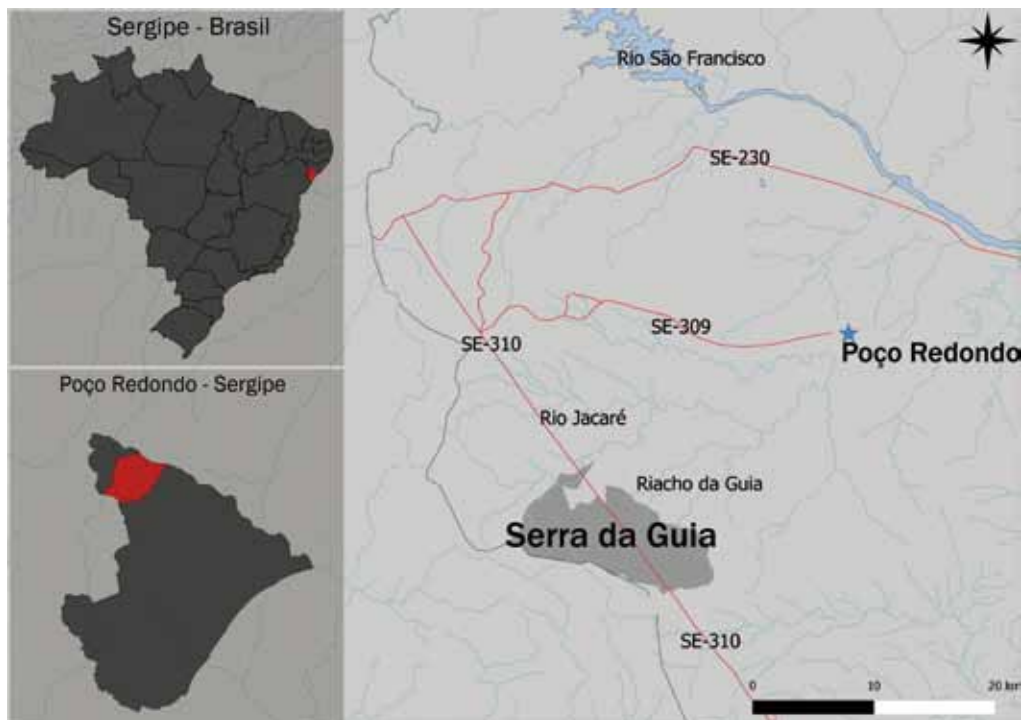 Sergipe - Brasil
Poço Redondo - Sergipe
Rio São Francisco
SE-230
SE-309
SE-310
Poço Redondo
Rio Jacaré
Riacho da Guia
Serra da Guia
SE-310
0 10 20 km